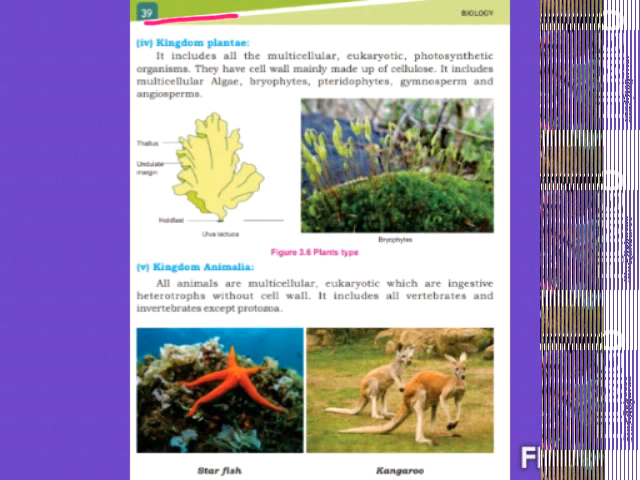 39
BIOLOGY
(iv) Kingdom plantae:
It includes all the multicellular, eukaryotic, photosynthetic
organisms. They have cell wall mainly made up of cellulose. It includes
multicellular Algae, bryophytes, pteridophytes, gymnosperm and
angiosperms.
Thallus
Undulate
margin
Holdfast
Ulva lactuca
Bryophytes
Figure 3.6 Plants type
(v) Kingdom Animalia:
All animals are multicellular, eukaryotic which are ingestive
heterotrophs without cell wall. It includes all vertebrates and
invertebrates except protozoa.
Star fish
Kangaroo